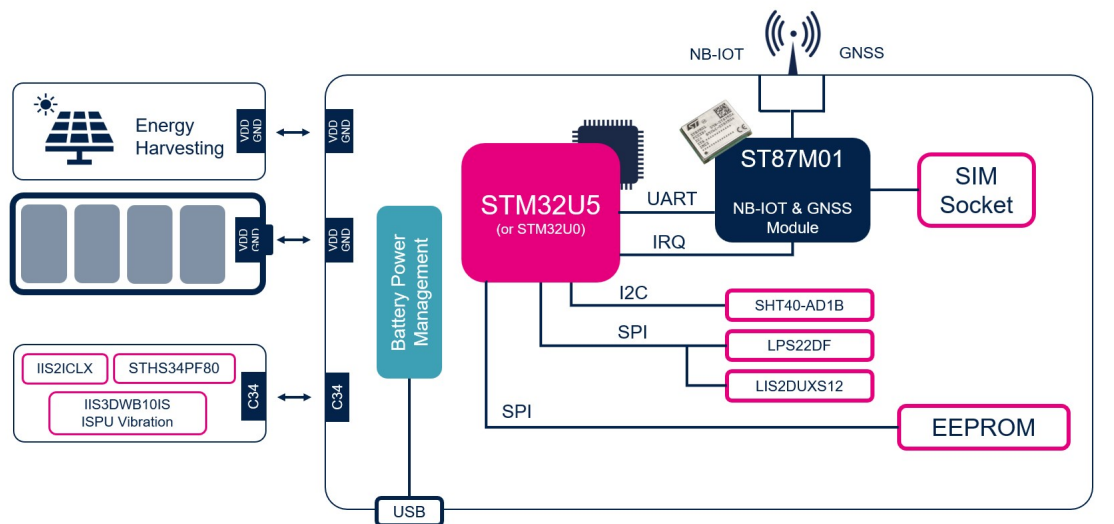 NB-IOT
GNSS
Energy
Harvesting
VDD
GND
VDD
GND
ST87M01
NB-IOT & GNSS
Module
SIM
Socket
STM32U5
(or STM32U0)
UART
IRQ
VDD
GND
VDD
GND
Battery Power
Management
I2C
SHT40-AD1B
SPI
LPS22DF
LIS2DUXS12
IIS2ICLX
STHS34PF80
IIS3DWB10IS
ISPU Vibration
C34
C34
SPI
EEPROM
USB